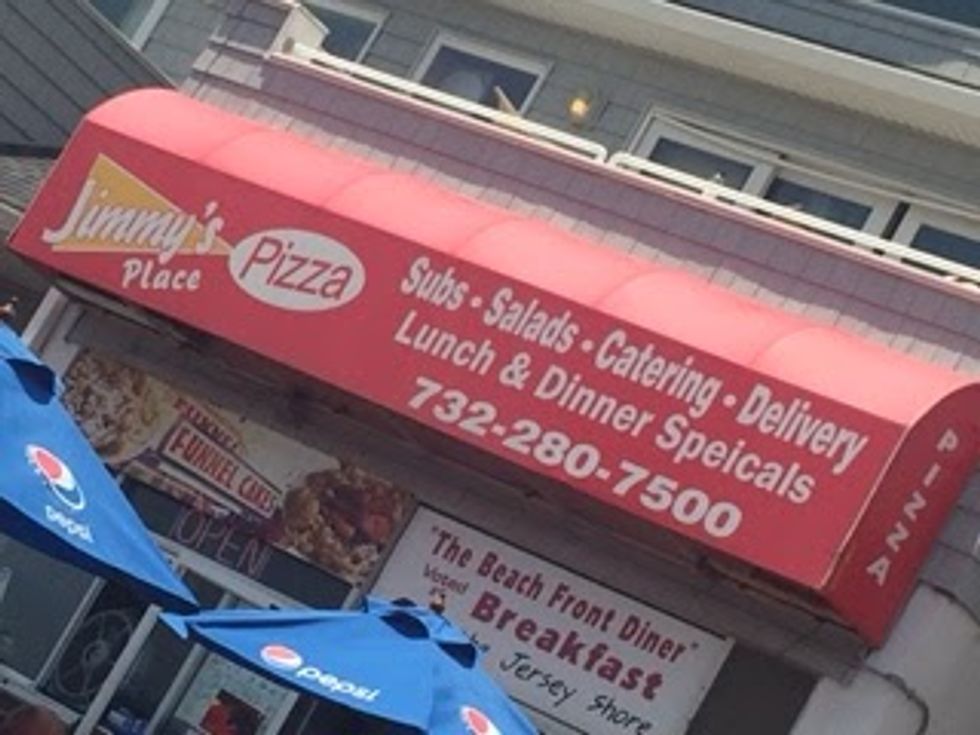 Jimmy's
Place
Pizza
Subs • Salads • Catering • Delivery
Lunch & Dinner Speicals
732-280-7500
PIZZA
FUNNEL CAKES
OPEN
"The Beach Front Diner"
Voted
Breakfast
Jersey Shore
pepsi
pepsi